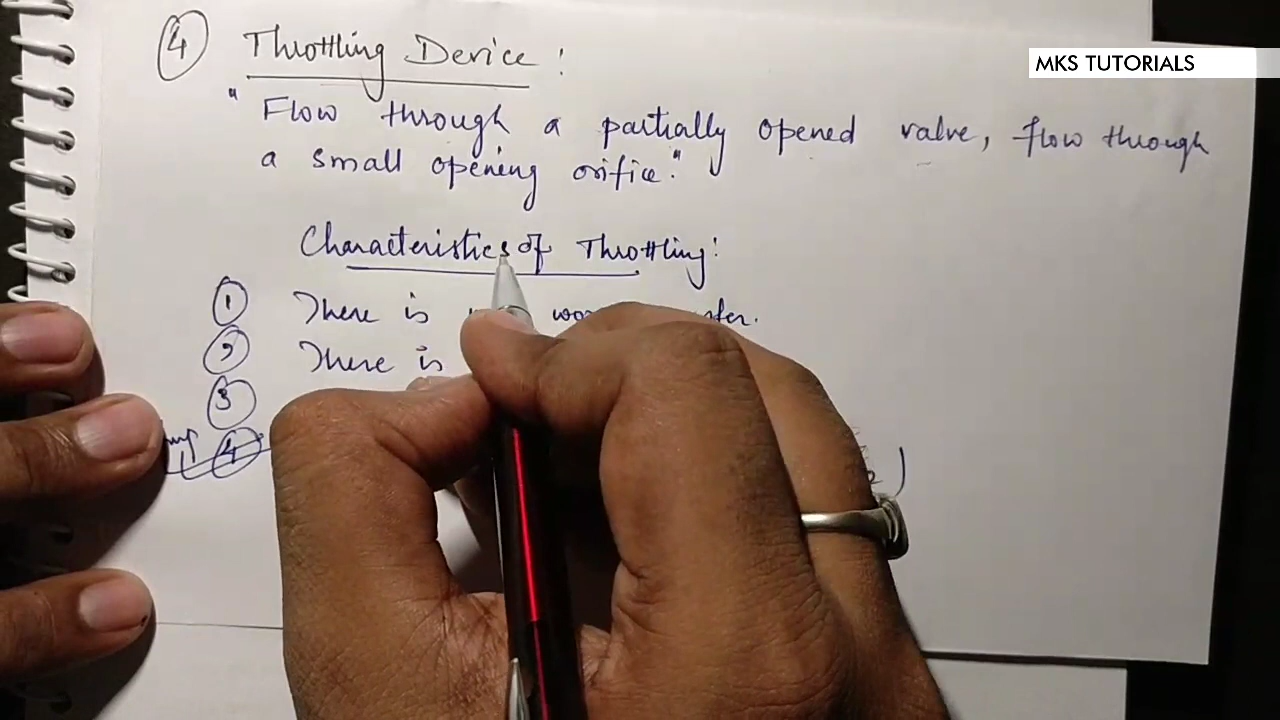 ④ Throttling Device:
MKS TUTORIALS
"Flow through a partially opened valve, flow through
a small opening orifice."
Characteristics of Throttling:
① There is
② There is
③
④